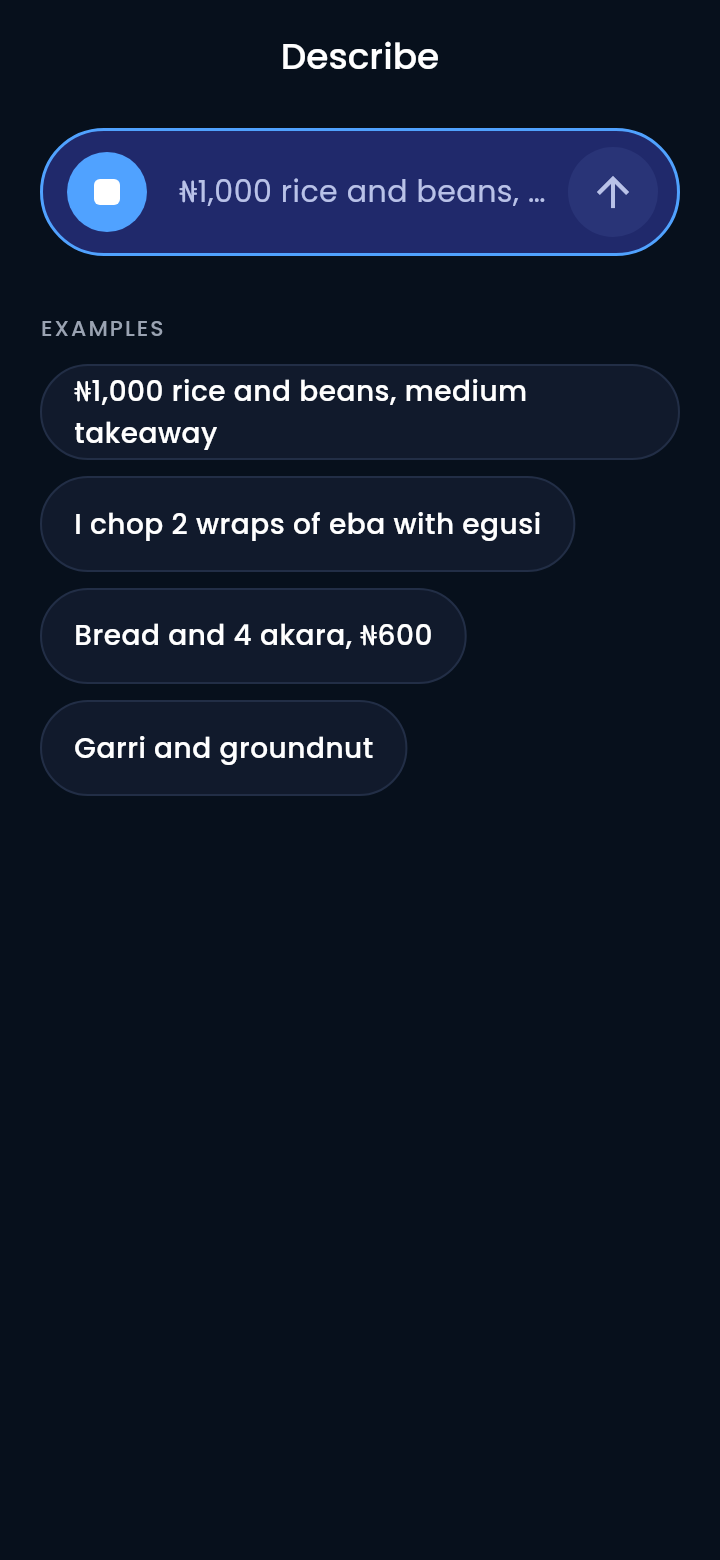 Describe
₦1,000 rice and beans, ...
EXAMPLES
₦1,000 rice and beans, medium
takeaway
I chop 2 wraps of eba with egusi
Bread and 4 akara, ₦600
Garri and groundnut